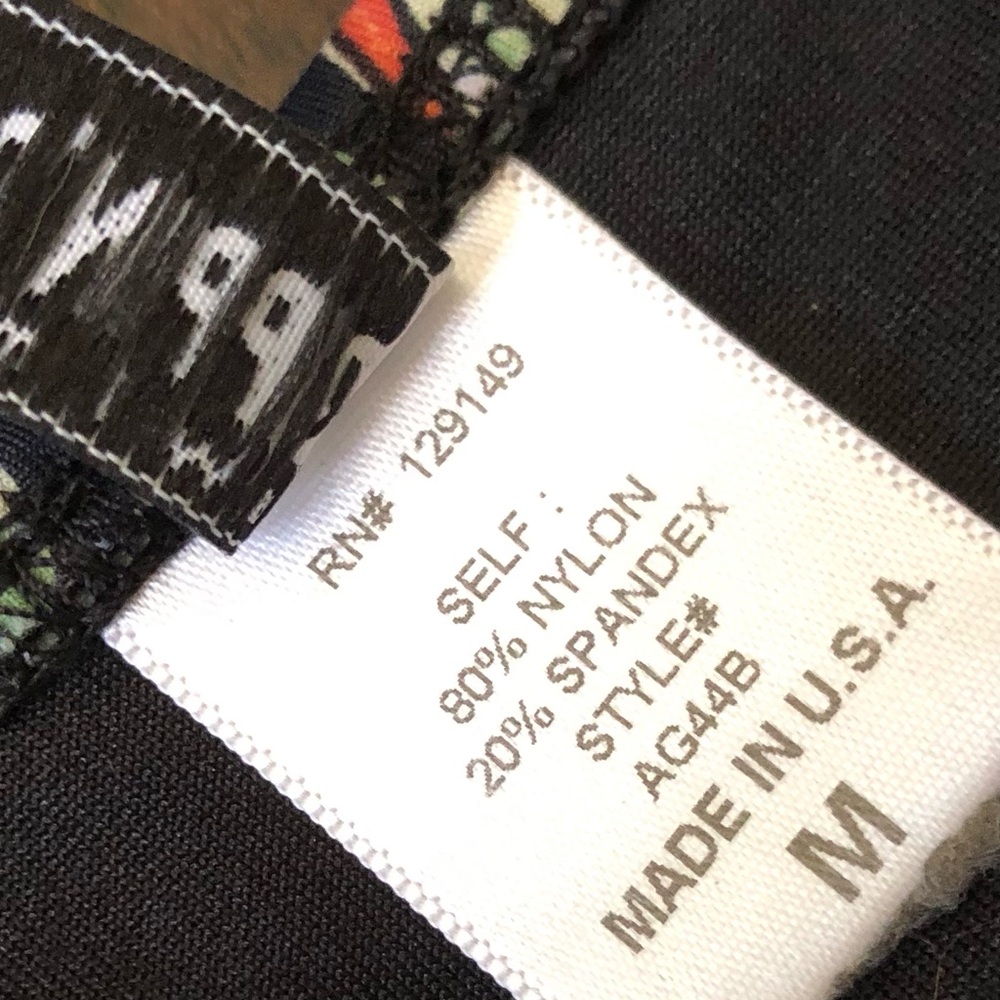 RN# 129149
SELF :
80% NYLON
20% SPANDEX
STYLE#
AG44B
MADE IN U.S.A.
M